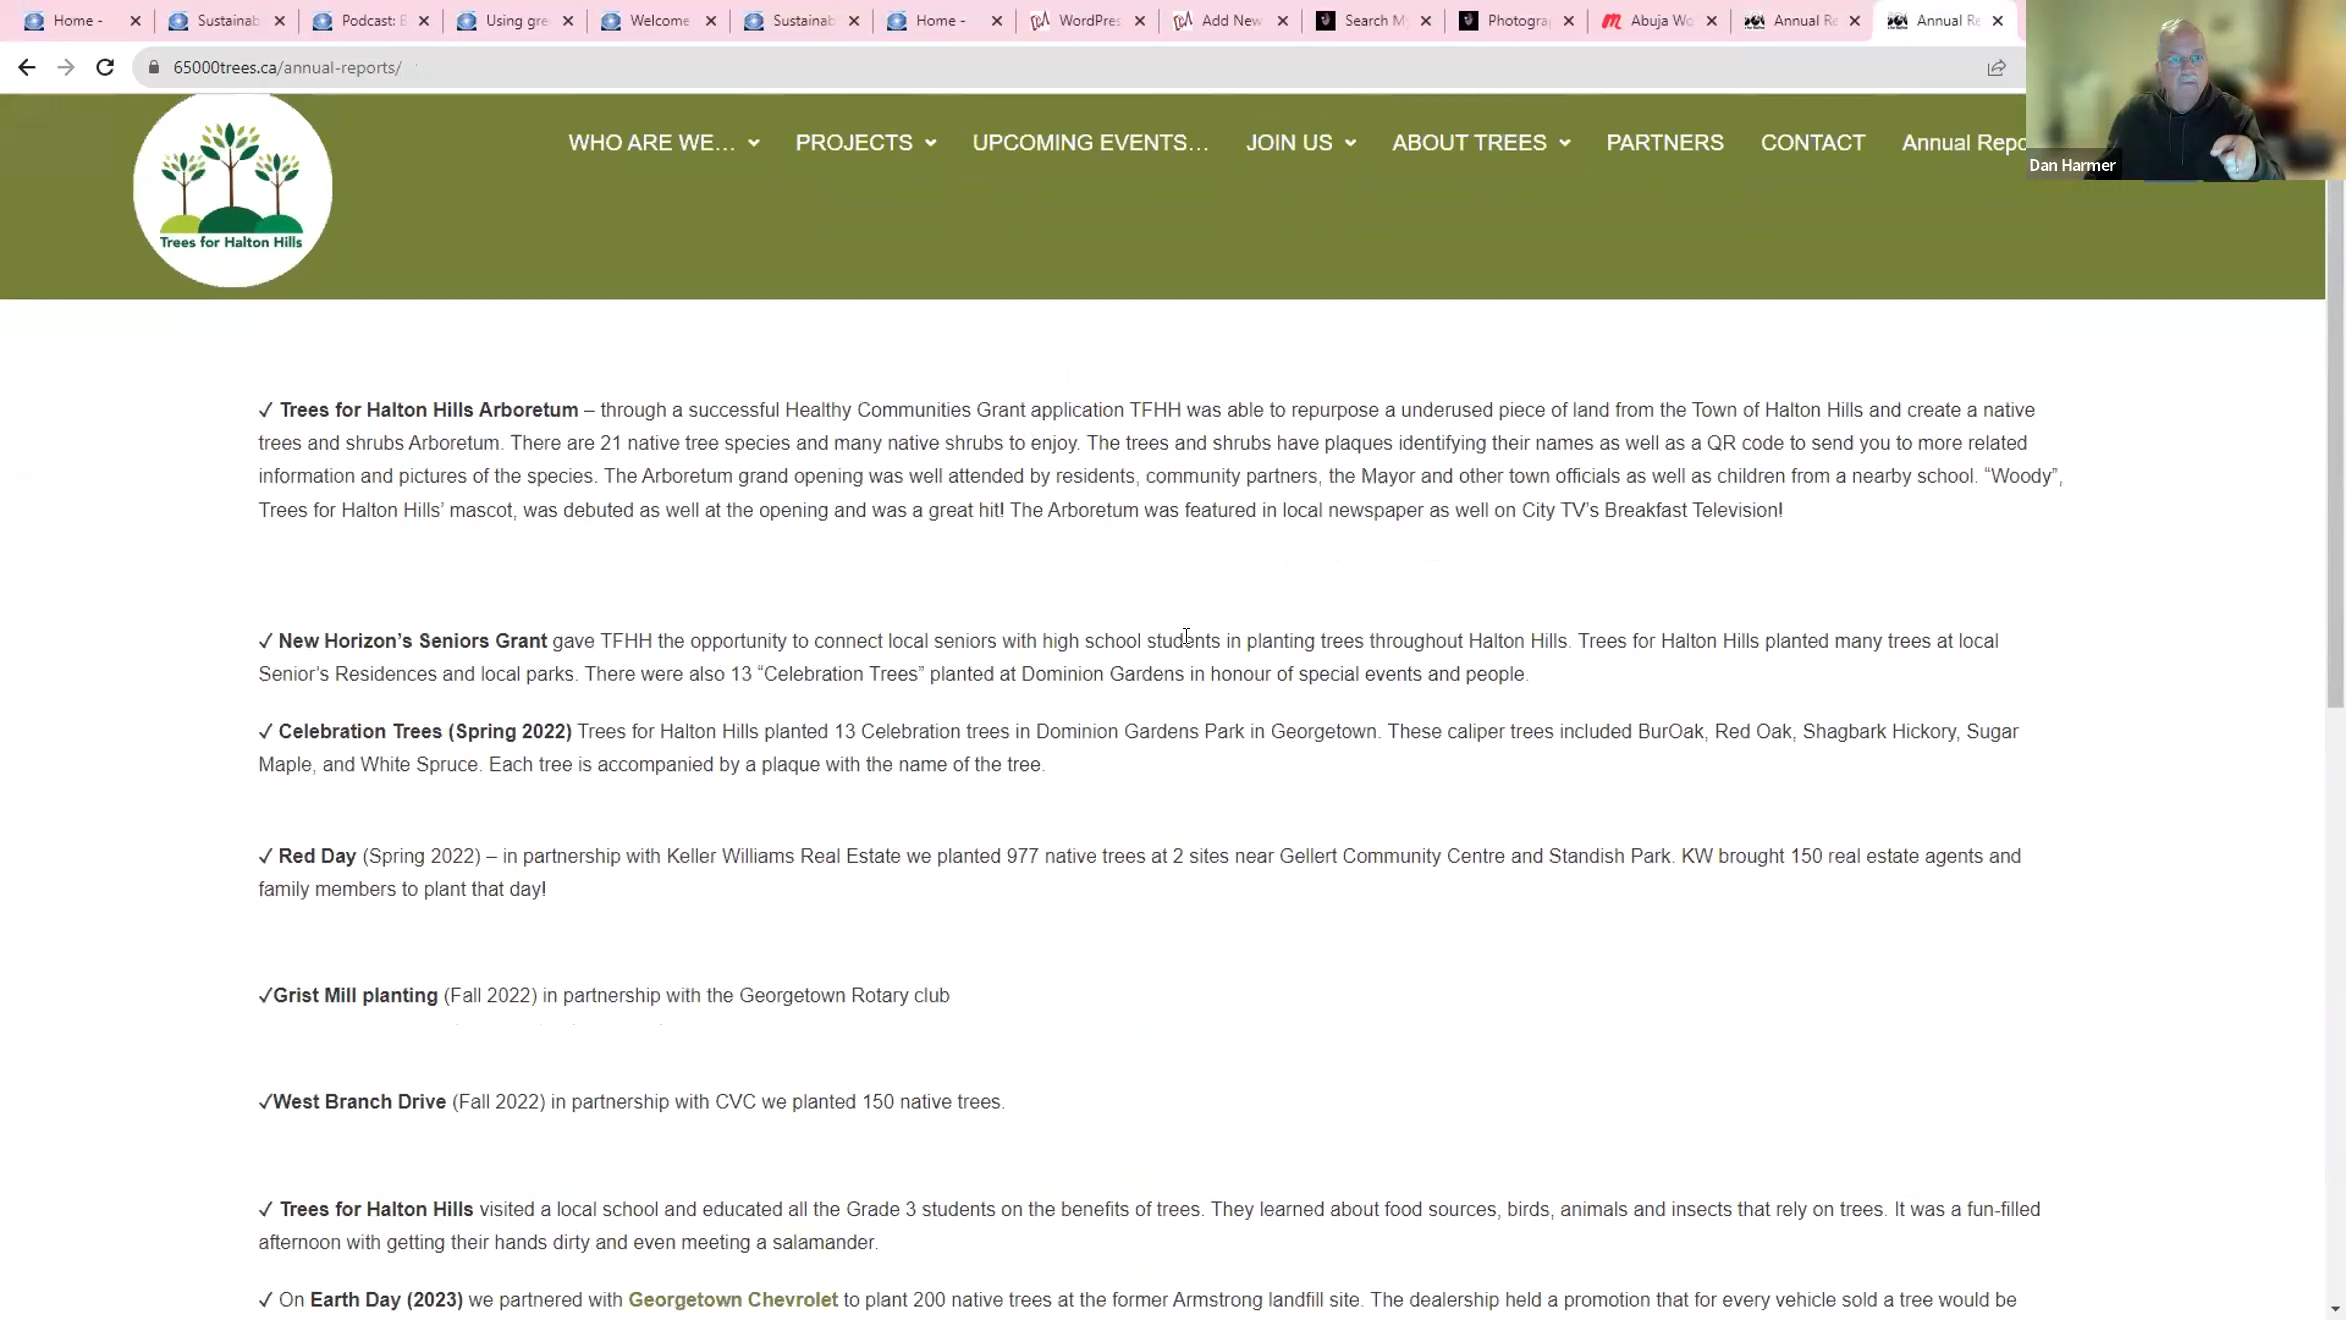 Home -
Sustainab
Podcast: E
Using gre
Welcome
Sustainab
Home -
WordPres
Add New
Search M
Photogra
Abuja Wo
Annual Re
Annual Re
65000trees.ca/annual-reports/
Trees for Halton Hills
WHO ARE WE...
PROJECTS
UPCOMING EVENTS...
JOIN US
ABOUT TREES
PARTNERS
CONTACT
Annual Repo
Dan Harmer
✓ Trees for Halton Hills Arboretum – through a successful Healthy Communities Grant application TFHH was able to repurpose a underused piece of land from the Town of Halton Hills and create a native
trees and shrubs Arboretum. There are 21 native tree species and many native shrubs to enjoy. The trees and shrubs have plaques identifying their names as well as a QR code to send you to more related
information and pictures of the species. The Arboretum grand opening was well attended by residents, community partners, the Mayor and other town officials as well as children from a nearby school. “Woody”,
Trees for Halton Hills’ mascot, was debuted as well at the opening and was a great hit! The Arboretum was featured in local newspaper as well on City TV’s Breakfast Television!
✓ New Horizon’s Seniors Grant gave TFHH the opportunity to connect local seniors with high school students in planting trees throughout Halton Hills. Trees for Halton Hills planted many trees at local
Senior’s Residences and local parks. There were also 13 “Celebration Trees” planted at Dominion Gardens in honour of special events and people.
✓ Celebration Trees (Spring 2022) Trees for Halton Hills planted 13 Celebration trees in Dominion Gardens Park in Georgetown. These caliper trees included BurOak, Red Oak, Shagbark Hickory, Sugar
Maple, and White Spruce. Each tree is accompanied by a plaque with the name of the tree.
✓ Red Day (Spring 2022) – in partnership with Keller Williams Real Estate we planted 977 native trees at 2 sites near Gellert Community Centre and Standish Park. KW brought 150 real estate agents and
family members to plant that day!
✓Grist Mill planting (Fall 2022) in partnership with the Georgetown Rotary club
✓West Branch Drive (Fall 2022) in partnership with CVC we planted 150 native trees.
✓ Trees for Halton Hills visited a local school and educated all the Grade 3 students on the benefits of trees. They learned about food sources, birds, animals and insects that rely on trees. It was a fun-filled
afternoon with getting their hands dirty and even meeting a salamander.
✓ On Earth Day (2023) we partnered with Georgetown Chevrolet to plant 200 native trees at the former Armstrong landfill site. The dealership held a promotion that for every vehicle sold a tree would be